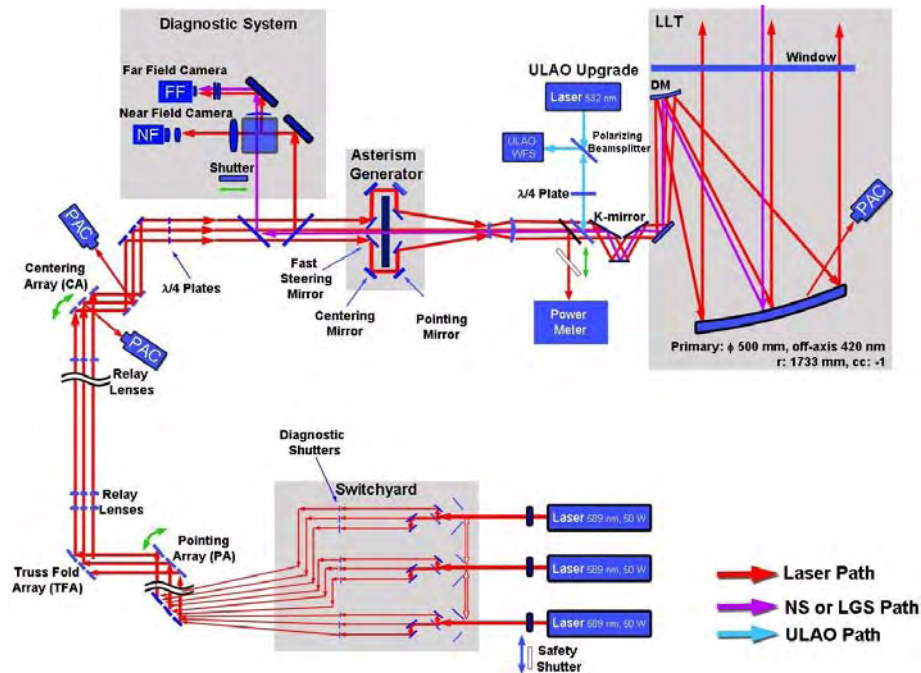 Diagnostic System
Far Field Camera
FF
Near Field Camera
NF
Shutter
Asterism
Generator
ULAO Upgrade
Laser 532 nm
ULAO
WFS
Polarizing
Beamsplitter
λ/4 Plate
K-mirror
LLT
Window
DM
PAC
Primary: ϕ 500 mm, off-axis 420 nm
r: 1733 mm, cc: -1
PAC
Centering
Array (CA)
λ/4 Plates
Fast
Steering
Mirror
Centering
Mirror
Pointing
Mirror
Power
Meter
PAC
Relay
Lenses
Relay
Lenses
Truss Fold
Array (TFA)
Pointing
Array (PA)
Diagnostic
Shutters
Switchyard
Laser 589 nm, 50 W
Laser 589 nm, 50 W
Laser 589 nm, 50 W
Safety
Shutter
Laser Path
NS or LGS Path
ULAO Path